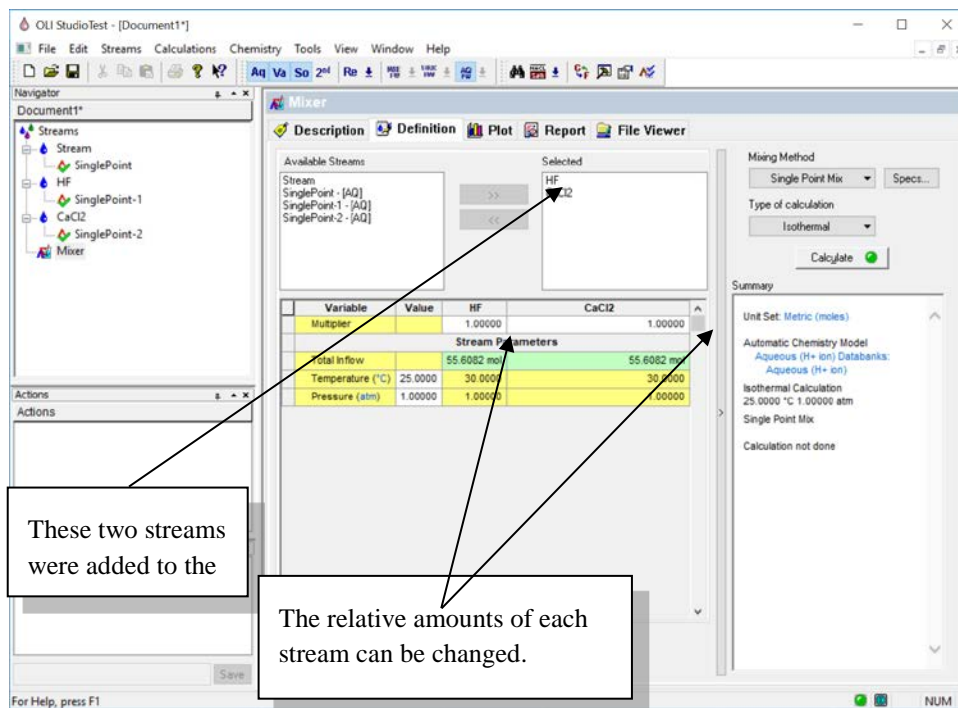 OLI StudioTest - [Document1*]
File Edit Streams Calculations Chemistry Tools View Window Help
Aq Va So 2nd Re
Navigator
Document1*
Streams
Stream
SinglePoint
HF
SinglePoint-1
CaCl2
SinglePoint-2
Mixer
Actions
Actions
Save
Mixer
Description Definition Plot Report File Viewer
Available Streams
Stream
SinglePoint - [AQ]
SinglePoint-1 - [AQ]
SinglePoint-2 - [AQ]
>>
<<
Selected
HF
Variable Value HF CaCl2
Multiplier 1.00000 1.00000
Stream Parameters
Total Inflow 55.6082 mol 55.6082 mol
Temperature (°C) 25.0000 30.0000 30.0000
Pressure (atm) 1.00000 1.00000 1.00000
Mixing Method
Single Point Mix Specs...
Type of calculation
Isothermal
Calculate
Summary
Unit Set: Metric (moles)
Automatic Chemistry Model
Aqueous (H+ ion) Databanks:
Aqueous (H+ ion)
Isothermal Calculation
25.0000 °C 1.00000 atm
Single Point Mix
Calculation not done
These two streams
were added to the
The relative amounts of each
stream can be changed.
For Help, press F1
NUM